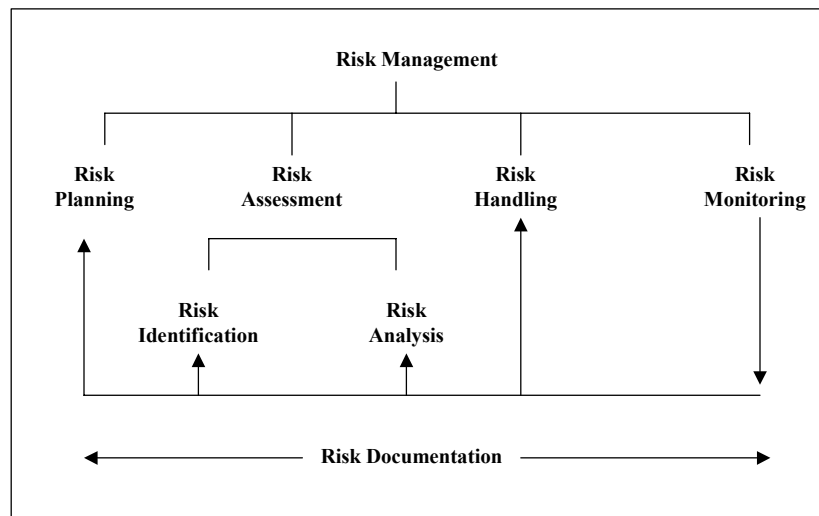 Risk Management
Risk
Planning
Risk
Assessment
Risk
Handling
Risk
Monitoring
Risk
Identification
Risk
Analysis
Risk Documentation